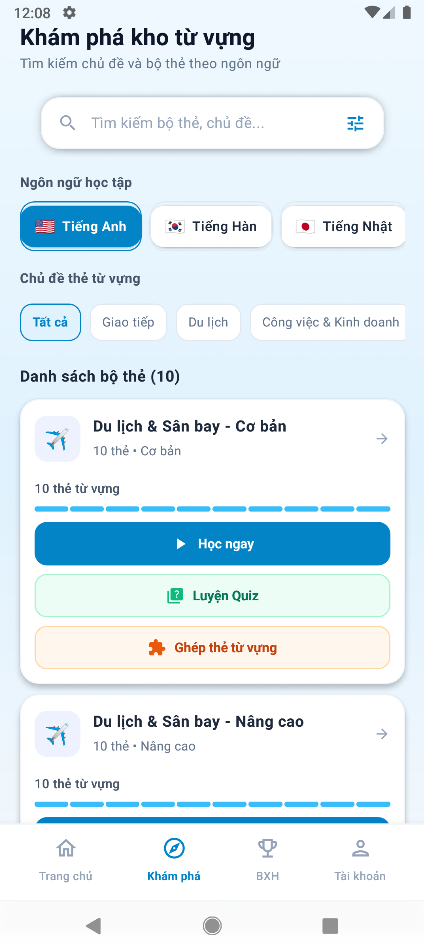 12:08
Khám phá kho từ vựng
Tìm kiếm chủ đề và bộ thẻ theo ngôn ngữ
Tìm kiếm bộ thẻ, chủ đề...
Ngôn ngữ học tập
Tiếng Anh
Tiếng Hàn
Tiếng Nhật
Chủ đề thẻ từ vựng
Tất cả
Giao tiếp
Du lịch
Công việc & Kinh doanh
Danh sách bộ thẻ (10)
Du lịch & Sân bay - Cơ bản
10 thẻ • Cơ bản
10 thẻ từ vựng
Học ngay
Luyện Quiz
Ghép thẻ từ vựng
Du lịch & Sân bay - Nâng cao
10 thẻ • Nâng cao
10 thẻ từ vựng
Trang chủ
Khám phá
BXH
Tài khoản